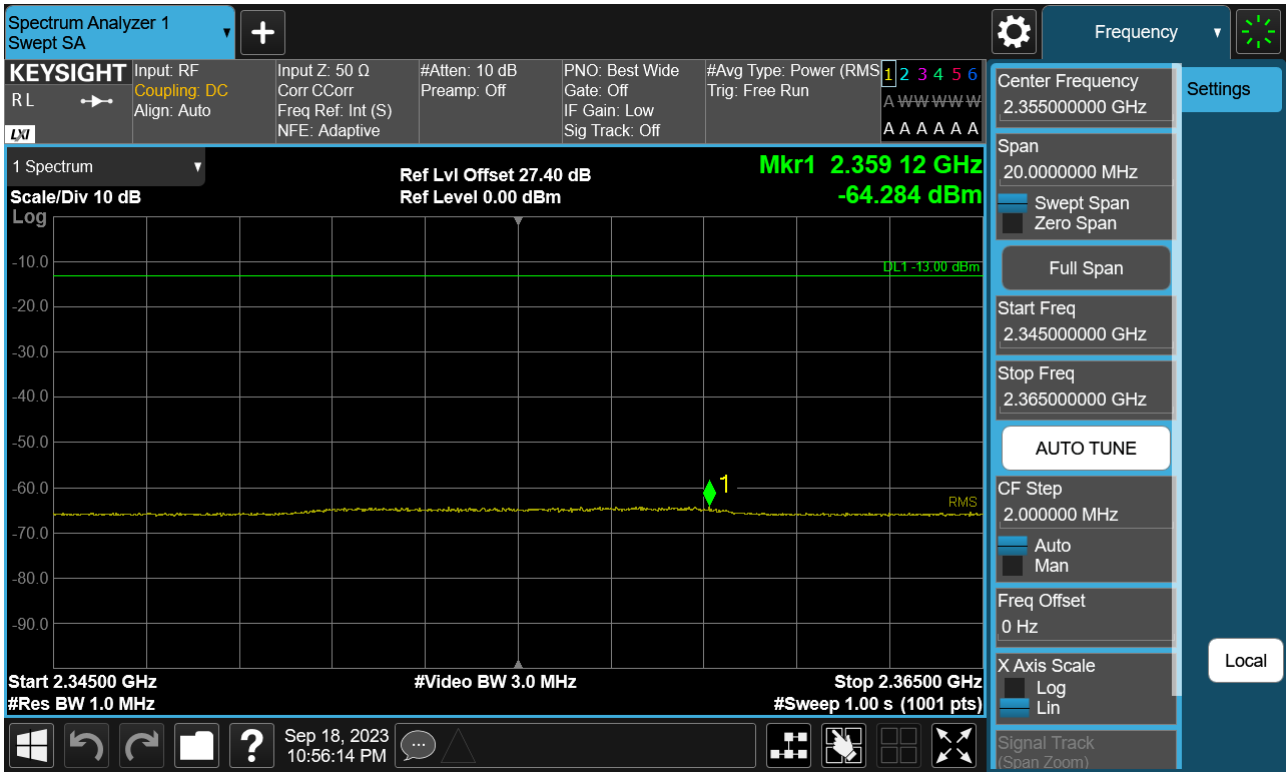 Spectrum Analyzer 1
Swept SA
Frequency
KEYSIGHT
RL
LXI
Input: RF
Coupling: DC
Align: Auto
Input Z: 50 Ω
Corr CCorr
Freq Ref: Int (S)
NFE: Adaptive
#Atten: 10 dB
Preamp: Off
PNO: Best Wide
Gate: Off
IF Gain: Low
Sig Track: Off
#Avg Type: Power (RMS
Trig: Free Run
1 2 3 4 5 6
A W W W W W
A A A A A A
1 Spectrum
Scale/Div 10 dB
Log
Ref Lvl Offset 27.40 dB
Ref Level 0.00 dBm
Mkr1 2.359 12 GHz
-64.284 dBm
-10.0
DL1 -13.00 dBm
-20.0
-30.0
-40.0
-50.0
-60.0
1
RMS
-70.0
-80.0
-90.0
Start 2.34500 GHz
#Res BW 1.0 MHz
#Video BW 3.0 MHz
Stop 2.36500 GHz
#Sweep 1.00 s (1001 pts)
Center Frequency
2.355000000 GHz
Span
20.0000000 MHz
Swept Span
Zero Span
Full Span
Start Freq
2.345000000 GHz
Stop Freq
2.365000000 GHz
AUTO TUNE
CF Step
2.000000 MHz
Auto
Man
Freq Offset
0 Hz
X Axis Scale
Log
Lin
Signal Track
(Span Zoom)
Settings
Local
?
Sep 18, 2023
10:56:14 PM